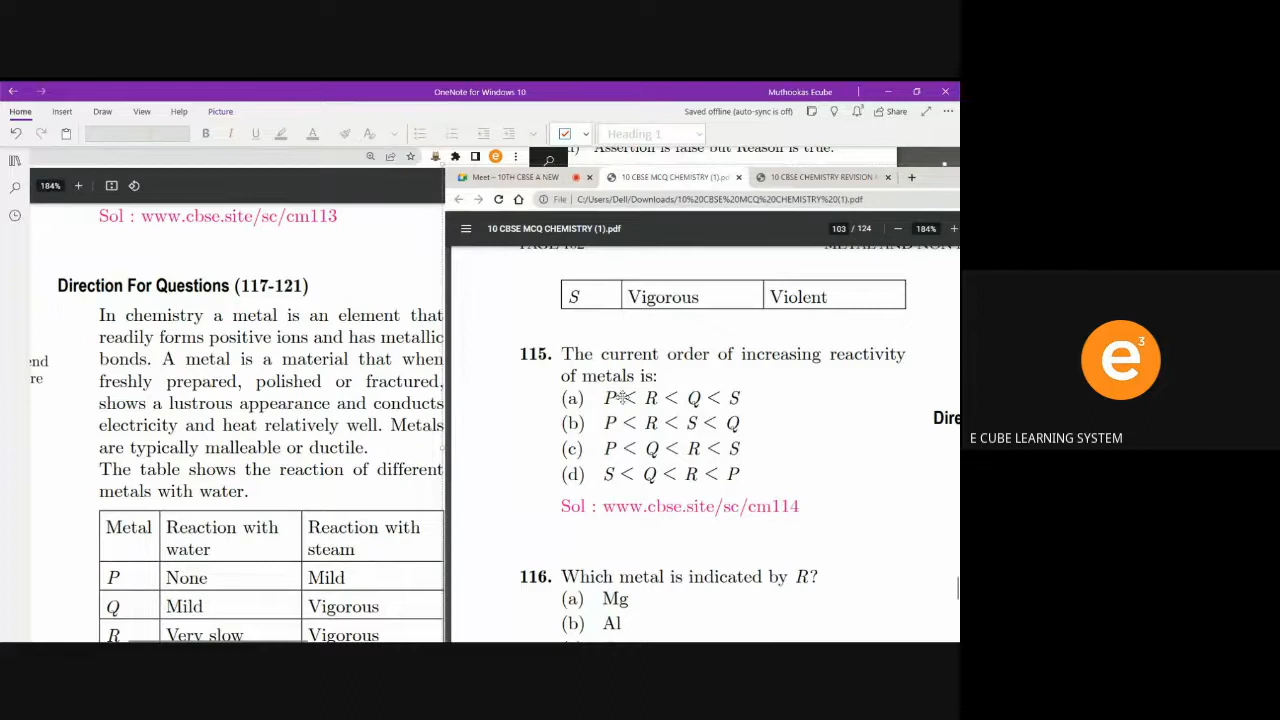 OneNote for Windows 10
Muthookas Ecube
Home Insert Draw View Help Picture
Saved offline (auto-sync is off)
Share
B I U A
Heading 1
Assertion is false but Reason is true.
184% +
Meet – 10TH CBSE A NEW
10 CBSE MCQ CHEMISTRY (1).pdf
10 CBSE CHEMISTRY REVISION M
File C:/Users/Dell/Downloads/10%20CBSE%20MCQ%20CHEMISTRY%20(1).pdf
10 CBSE MCQ CHEMISTRY (1).pdf
103 / 124 – 184% +
Sol : www.cbse.site/sc/cm113
Direction For Questions (117-121)
In chemistry a metal is an element that
readily forms positive ions and has metallic
bonds. A metal is a material that when
freshly prepared, polished or fractured,
shows a lustrous appearance and conducts
electricity and heat relatively well. Metals
are typically malleable or ductile.
The table shows the reaction of different
metals with water.
Metal Reaction with water Reaction with steam
P None Mild
Q Mild Vigorous
R Very slow Vigorous
end
re
S Vigorous Violent
115. The current order of increasing reactivity
of metals is:
(a) P < R < Q < S
(b) P < R < S < Q
(c) P < Q < R < S
(d) S < Q < R < P
Sol : www.cbse.site/sc/cm114
116. Which metal is indicated by R?
(a) Mg
(b) Al
Dire
e3
E CUBE LEARNING SYSTEM